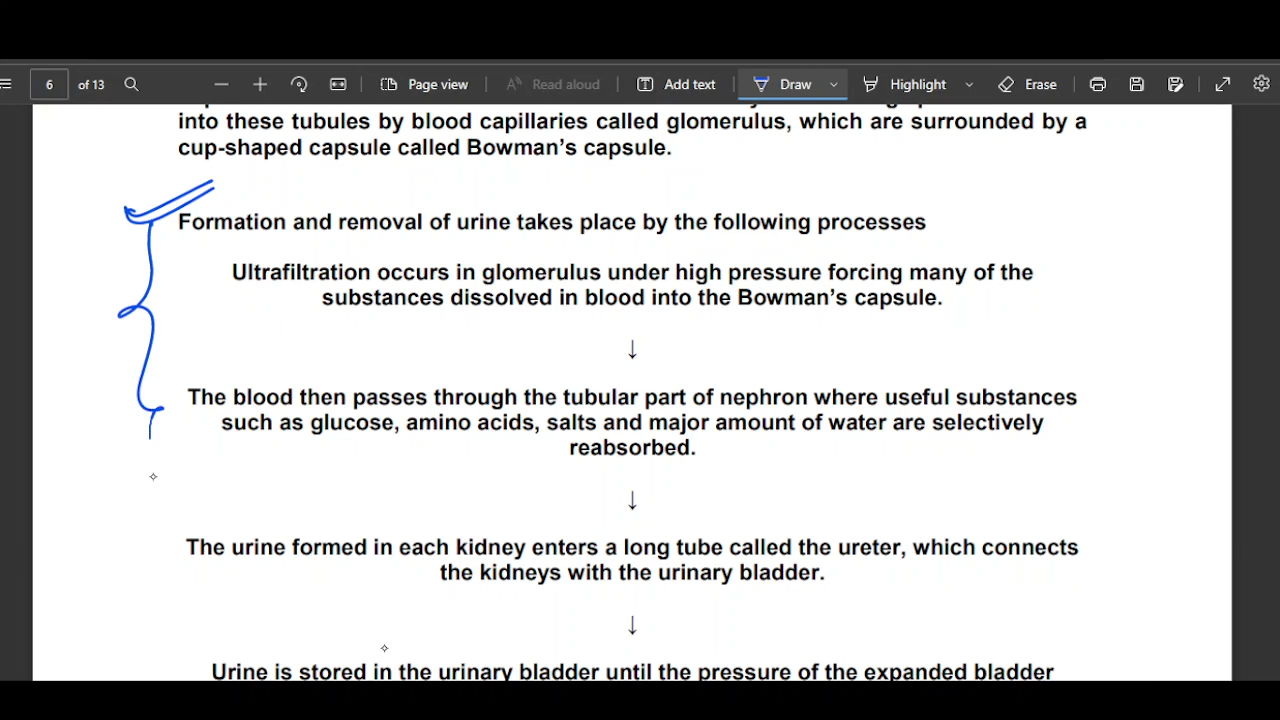 6 of 13 Page view Read aloud Add text Draw Highlight Erase
into these tubules by blood capillaries called glomerulus, which are surrounded by a
cup-shaped capsule called Bowman’s capsule.
Formation and removal of urine takes place by the following processes
Ultrafiltration occurs in glomerulus under high pressure forcing many of the
substances dissolved in blood into the Bowman’s capsule.
↓
The blood then passes through the tubular part of nephron where useful substances
such as glucose, amino acids, salts and major amount of water are selectively
reabsorbed.
↓
The urine formed in each kidney enters a long tube called the ureter, which connects
the kidneys with the urinary bladder.
↓
Urine is stored in the urinary bladder until the pressure of the expanded bladder